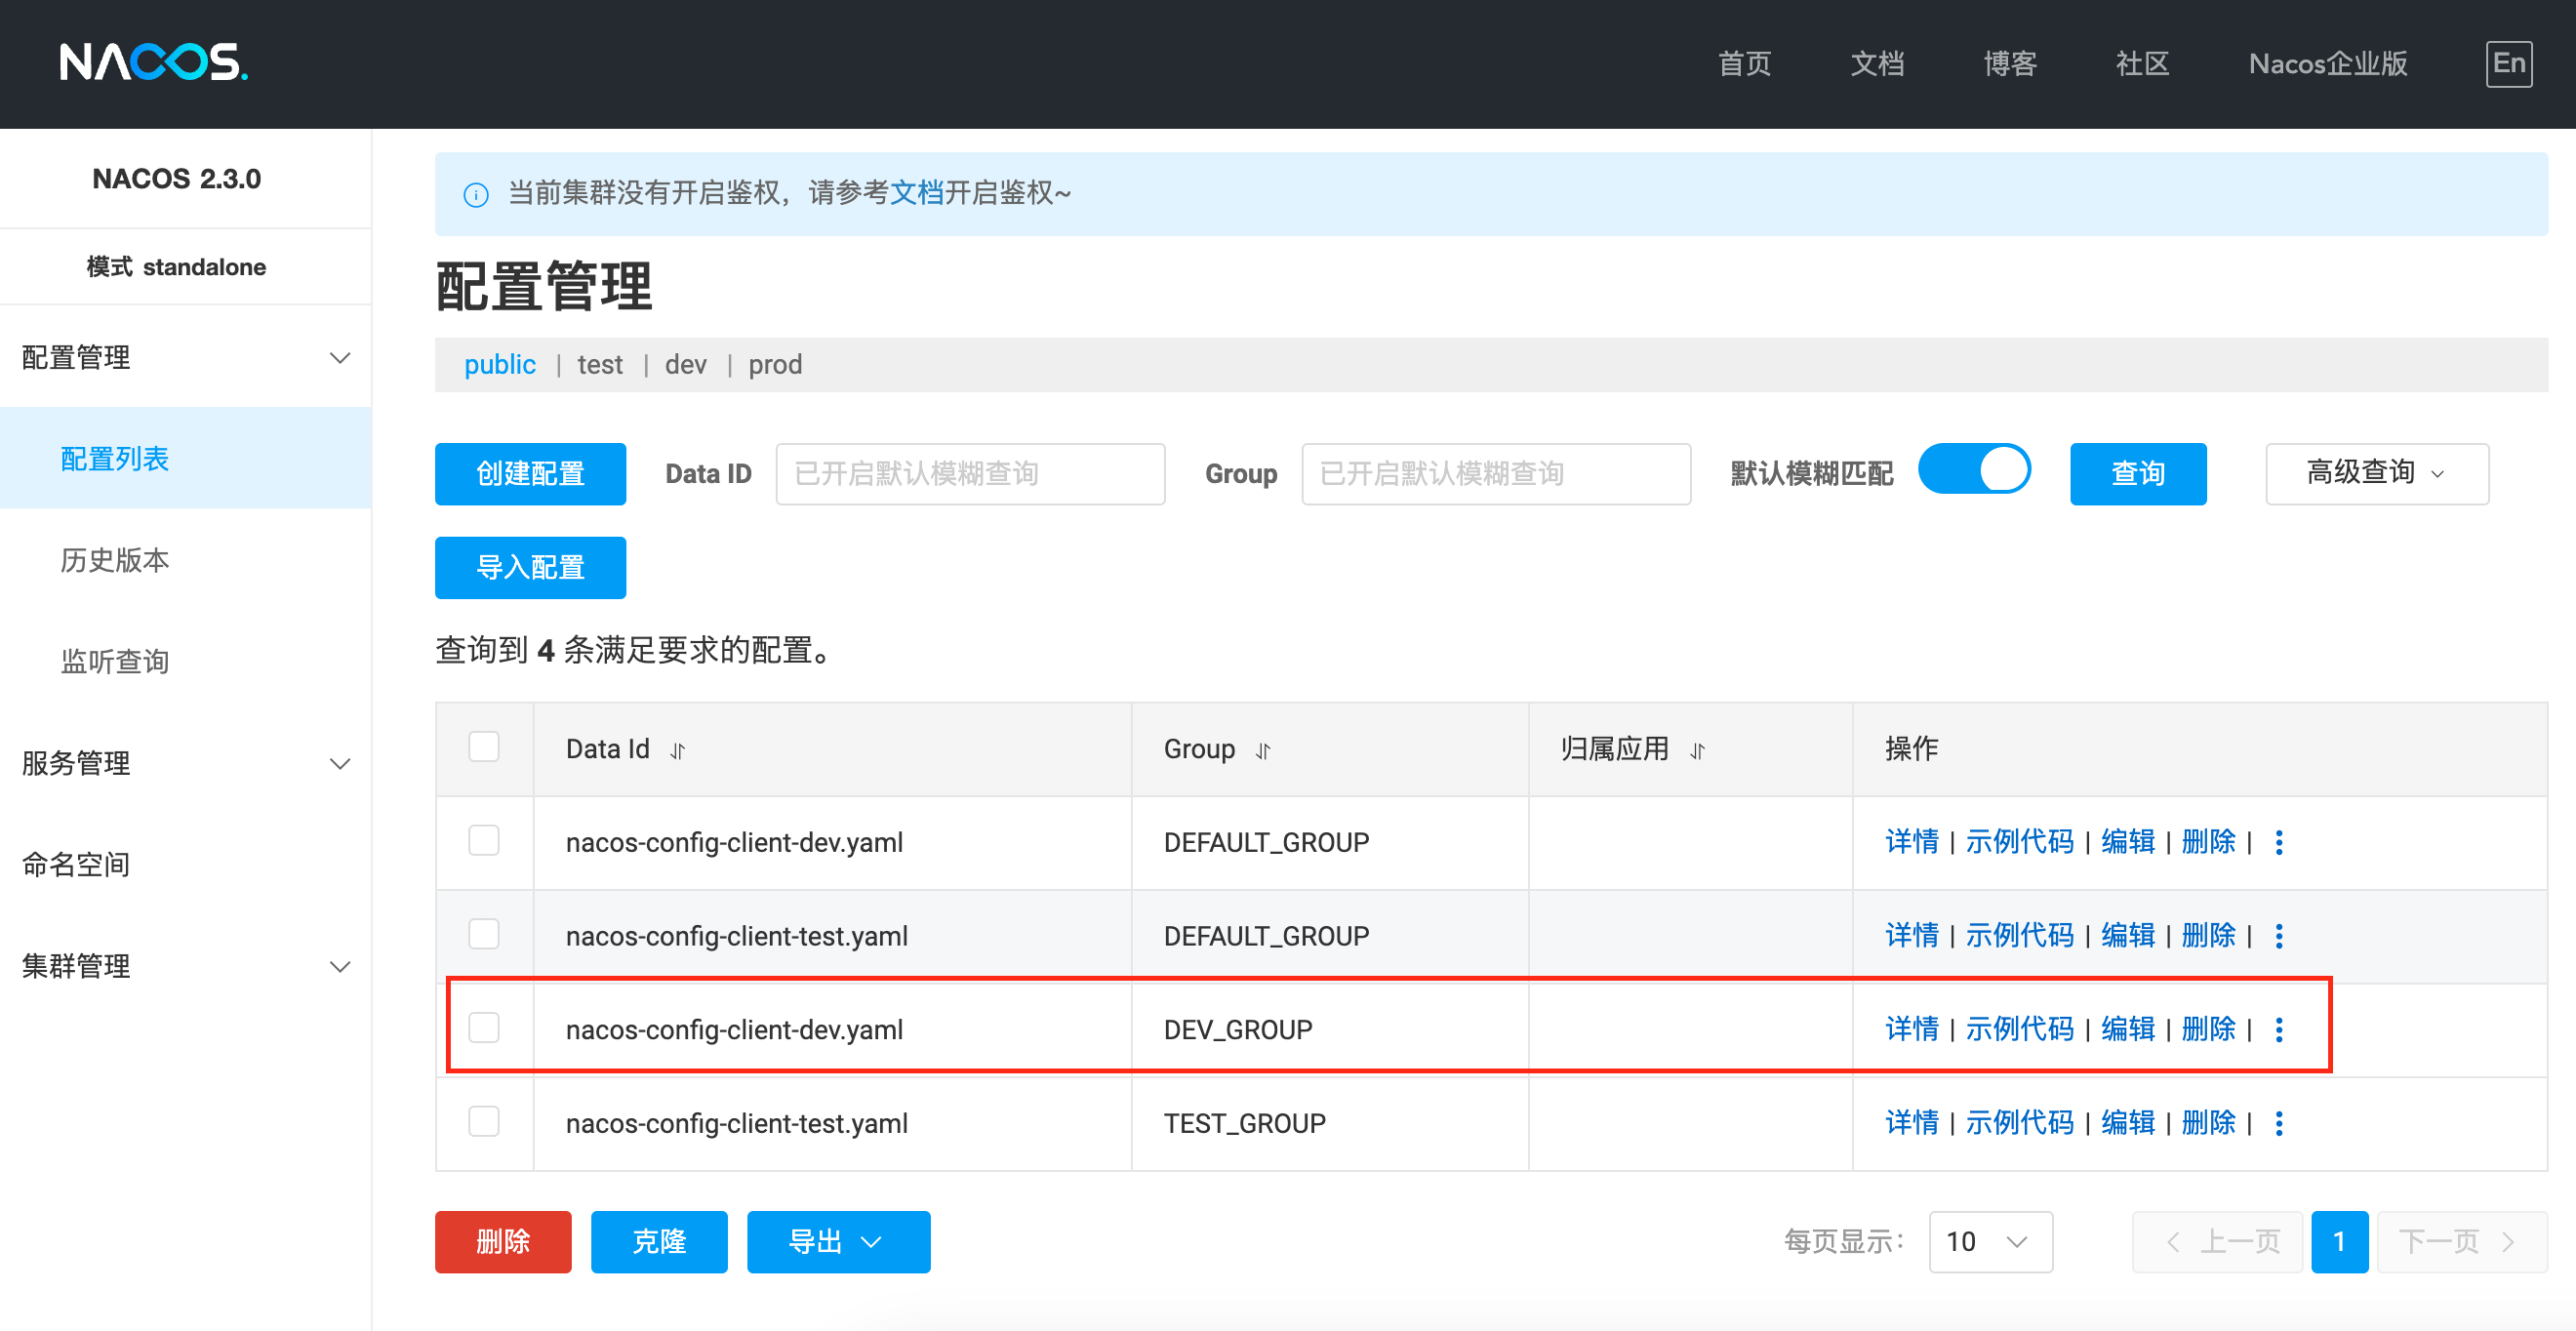 NACOS.
首页 文档 博客 社区 Nacos企业版 En
NACOS 2.3.0
模式 standalone
配置管理
配置列表
历史版本
监听查询
服务管理
命名空间
集群管理
当前集群没有开启鉴权，请参考文档开启鉴权~
配置管理
public | test | dev | prod
创建配置 Data ID 已开启默认模糊查询 Group 已开启默认模糊查询 默认模糊匹配 查询 高级查询
导入配置
查询到 4 条满足要求的配置。
Data Id Group 归属应用 操作
nacos-config-client-dev.yaml DEFAULT_GROUP 详情 | 示例代码 | 编辑 | 删除 |
nacos-config-client-test.yaml DEFAULT_GROUP 详情 | 示例代码 | 编辑 | 删除 |
nacos-config-client-dev.yaml DEV_GROUP 详情 | 示例代码 | 编辑 | 删除 |
nacos-config-client-test.yaml TEST_GROUP 详情 | 示例代码 | 编辑 | 删除 |
删除 克隆 导出 每页显示: 10 上一页 1 下一页